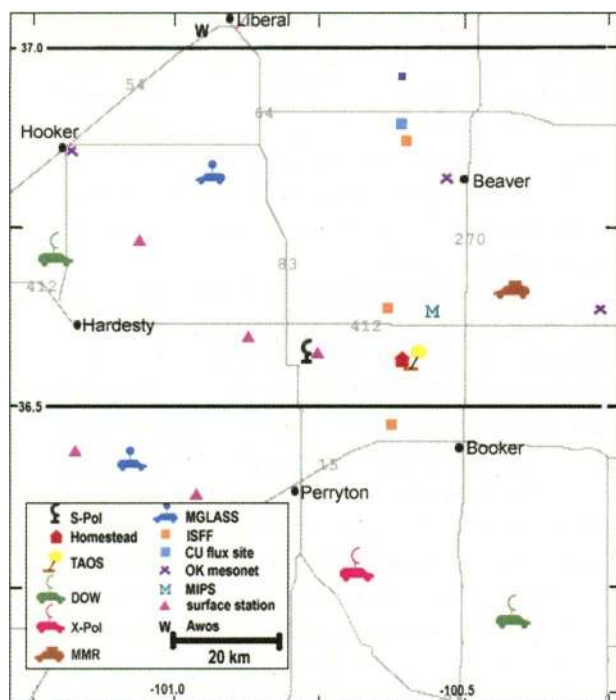 Liberal
W
37.0
54
64
Hooker
Beaver
270
83
412
Hardesty
412
M
36.5
Booker
15
Perryton
S-Pol
Homestead
TAOS
DOW
X-Pol
MMR
MGLASS
ISFF
CU flux site
OK mesonet
M MIPS
surface station
W Awos
20 km
-101.0
-100.5